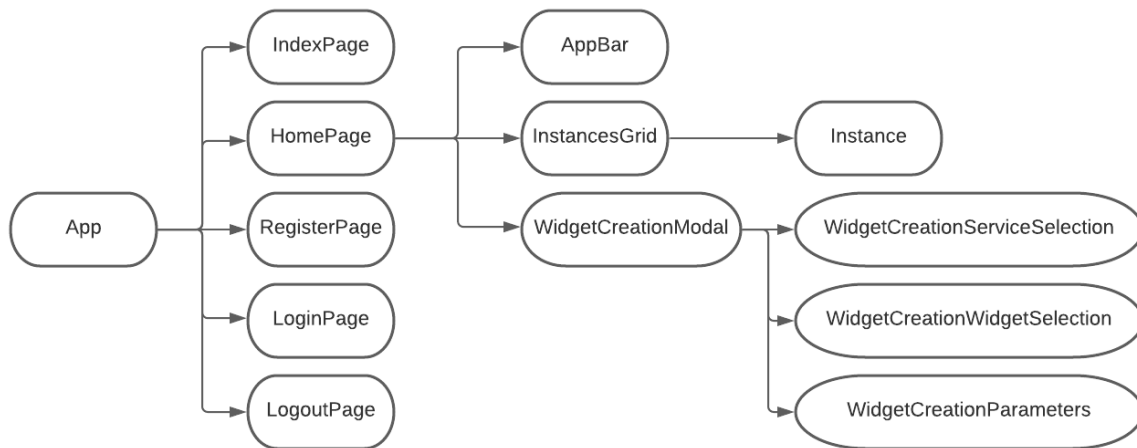 IndexPage
AppBar
HomePage
InstancesGrid
Instance
App
RegisterPage
WidgetCreationModal
WidgetCreationServiceSelection
LoginPage
WidgetCreationWidgetSelection
LogoutPage
WidgetCreationParameters